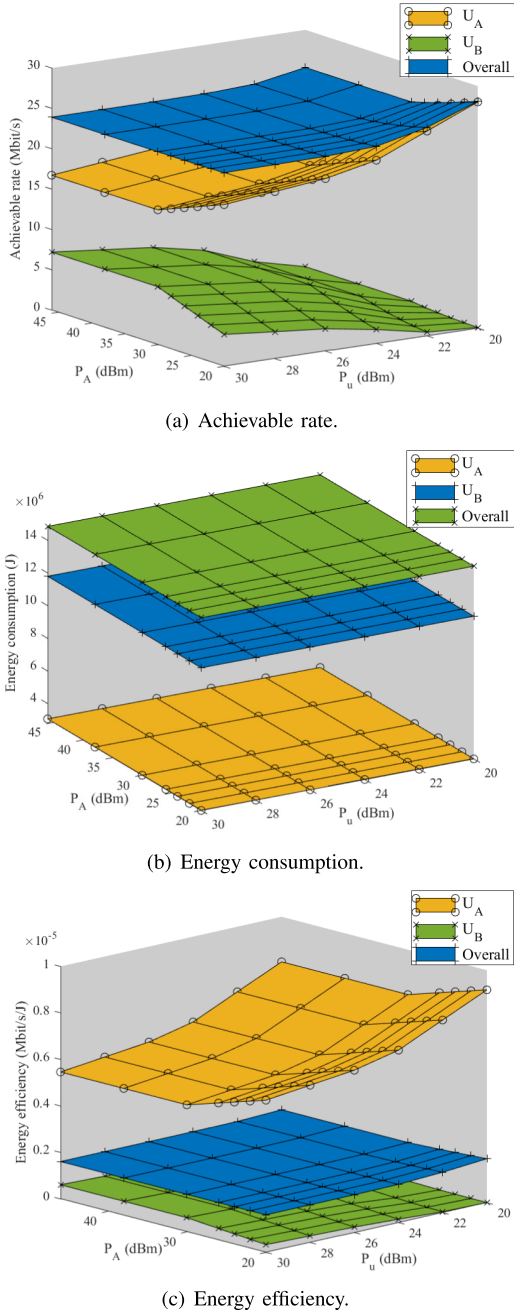 U_A
U_B
Overall
30
25
20
15
10
5
0
Achievable rate (Mbit/s)
45
40
35
30
25
20
P_A (dBm)
30
28
26
24
22
20
P_u (dBm)
(a) Achievable rate.
U_A
U_B
Overall
×10^6
14
12
10
8
6
4
Energy consumption (J)
45
40
35
30
25
20
P_A (dBm)
30
28
26
24
22
20
P_u (dBm)
(b) Energy consumption.
U_A
U_B
Overall
×10^-5
1
0.8
0.6
0.4
0.2
0
Energy efficiency (Mbit/s/J)
40
30
20
P_A (dBm)
30
28
26
24
22
20
P_u (dBm)
(c) Energy efficiency.